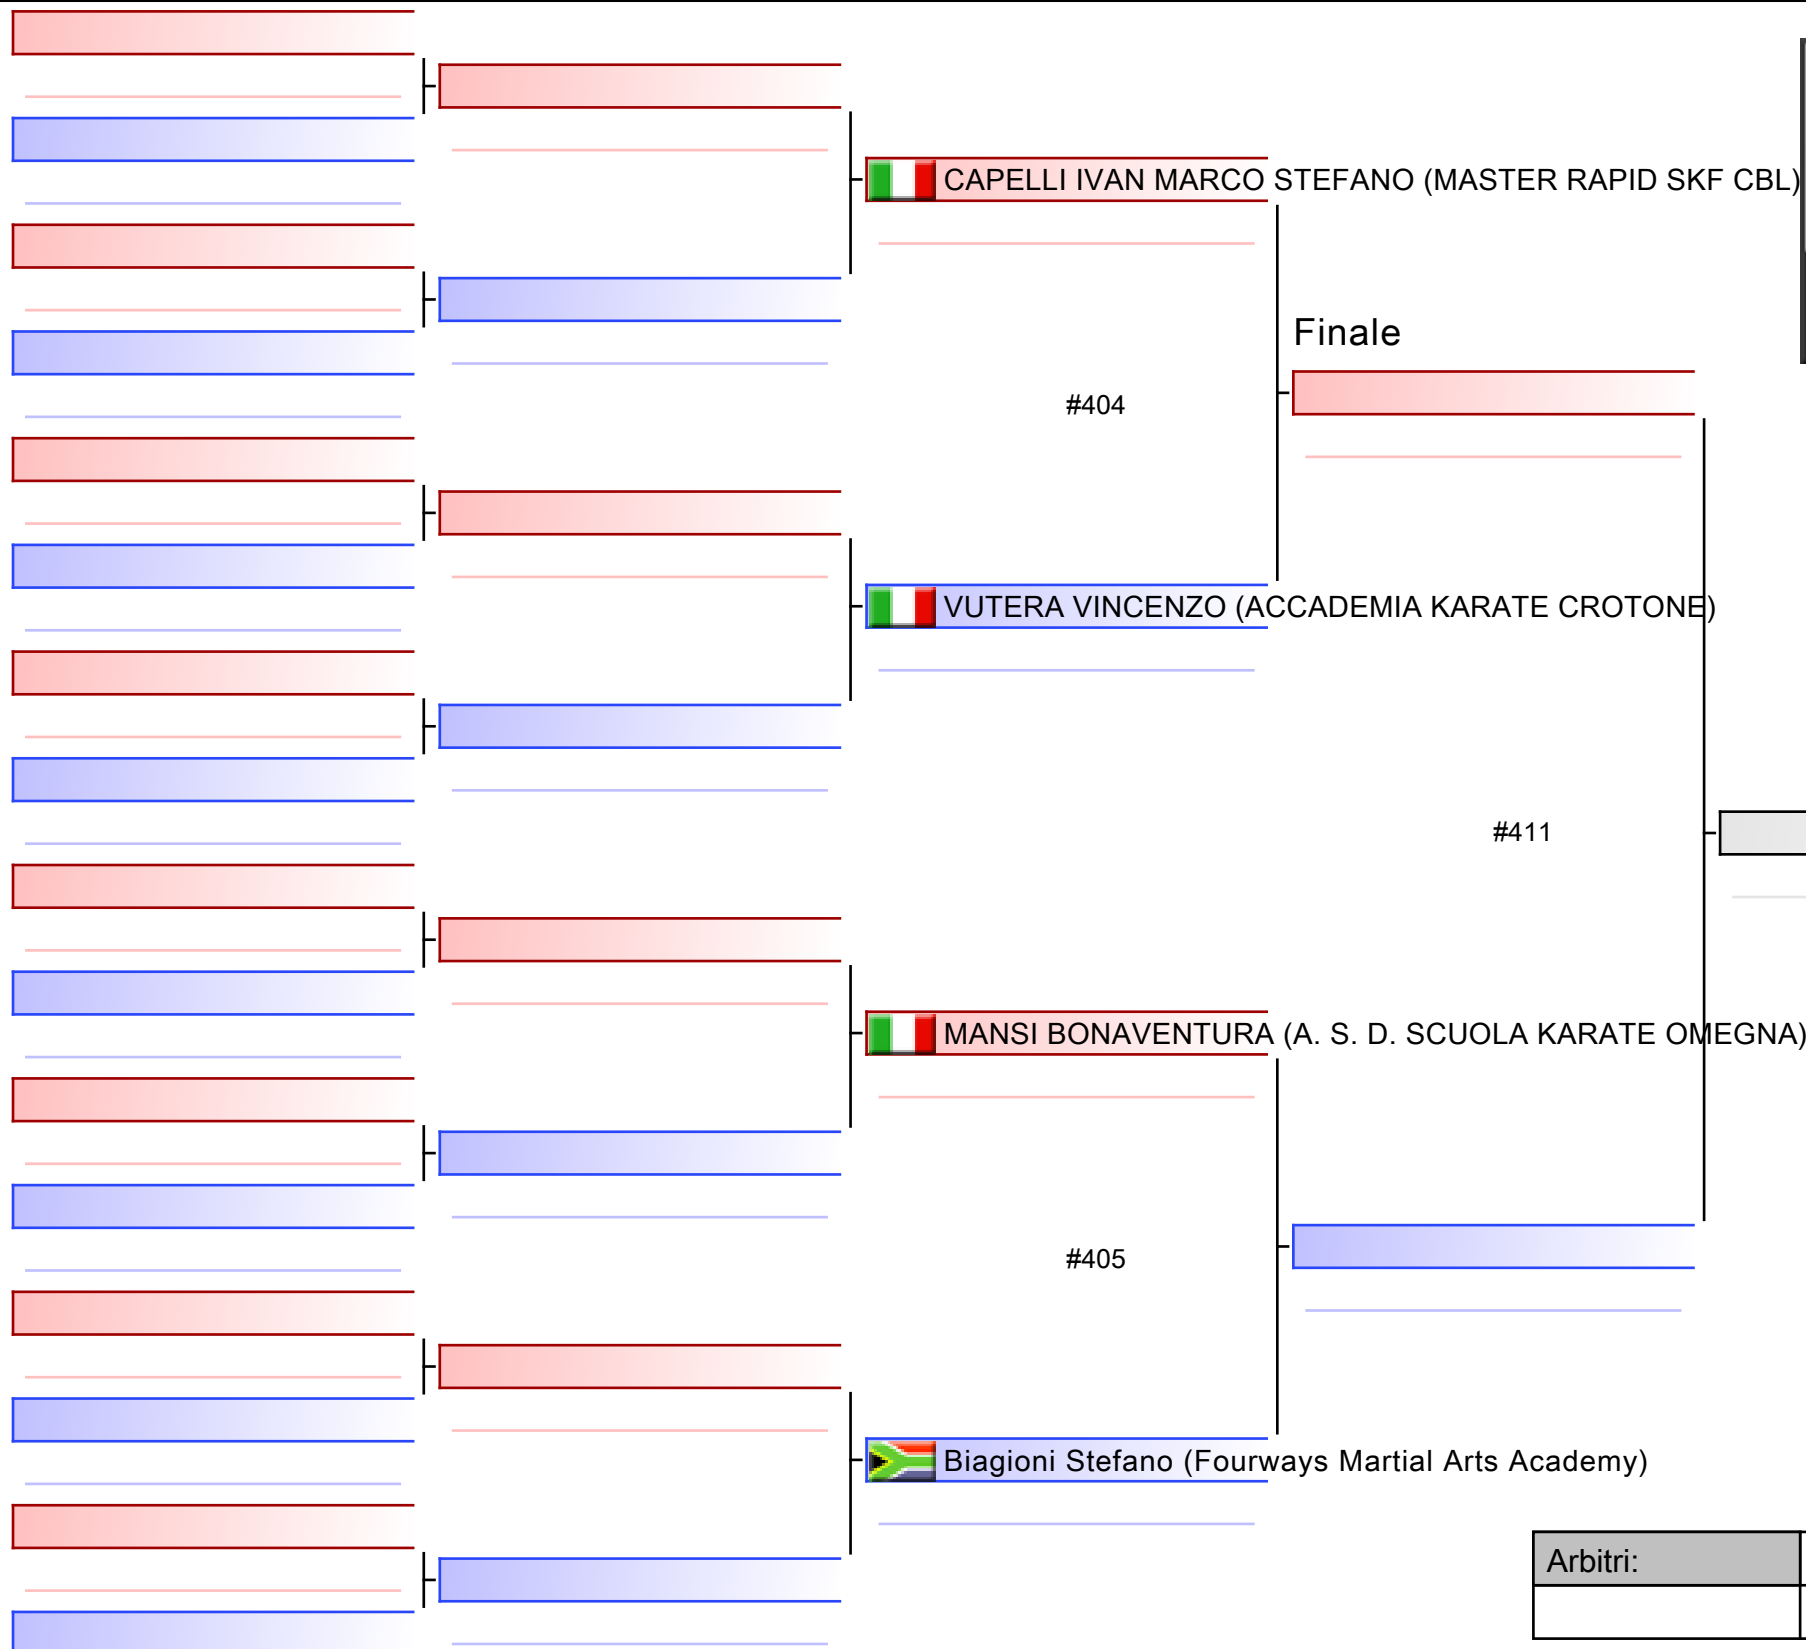 CAPELLI IVAN MARCO STEFANO (MASTER RAPID SKF CBL)
Finale
#404
VUTERA VINCENZO (ACCADEMIA KARATE CROTONE)
#411
MANSI BONAVENTURA (A. S. D. SCUOLA KARATE OMEGNA)
#405
Biagioni Stefano (Fourways Martial Arts Academy)
Arbitri: